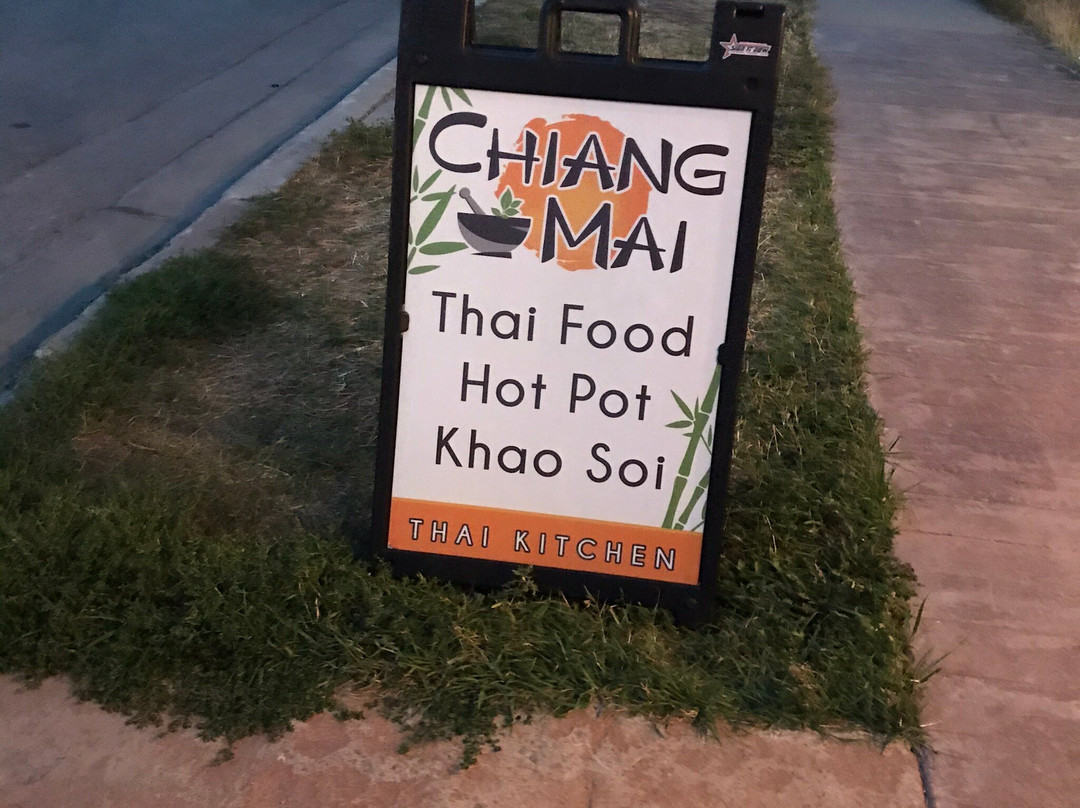 CHIANG
MAI
Thai Food
Hot Pot
Khao Soi
THAI KITCHEN